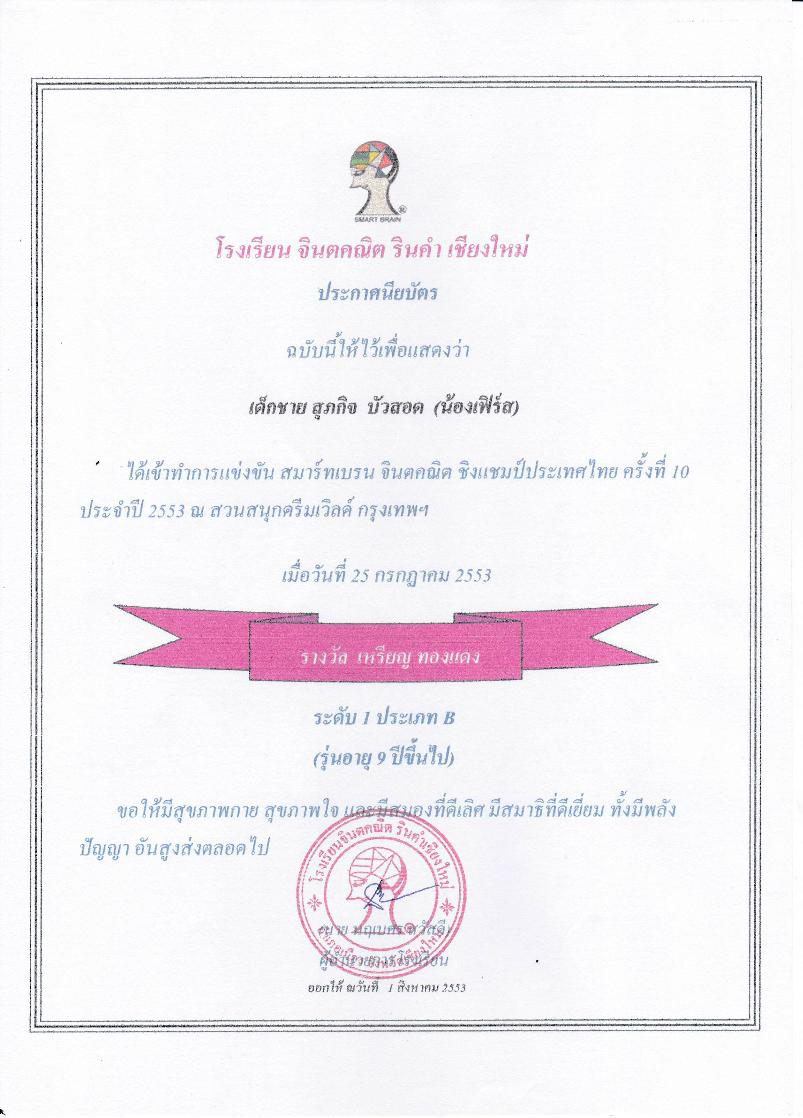 SMART BRAIN
โรงเรียน จินตคณิต รินคำ เชียงใหม่
ประกาศนียบัตร
ฉบับนี้ให้ไว้เพื่อแสดงว่า
เด็กชาย สุภกิจ บัวสอด (น้องเฟิร์ส)
ได้เข้าทำการแข่งขัน สมาร์ทเบรน จินตคณิต ชิงแชมป์ประเทศไทย ครั้งที่ 10
ประจำปี 2553 ณ สวนสนุกดรีมเวิลด์ กรุงเทพฯ
เมื่อวันที่ 25 กรกฎาคม 2553
รางวัล เหรียญ ทองแดง
ระดับ 1 ประเภท B
(รุ่นอายุ 9 ปีขึ้นไป)
ขอให้มีสุขภาพกาย สุขภาพใจ และมีสมองที่ดีเลิศ มีสมาธิที่ดีเยี่ยม ทั้งมีพลัง
ปัญญา อันสูงส่งตลอดไป
โรงเรียนจินตคณิต รินคำเชียงใหม่
ผู้อำนวยการโรงเรียน
ออกให้ ณ วันที่ 1 สิงหาคม 2553